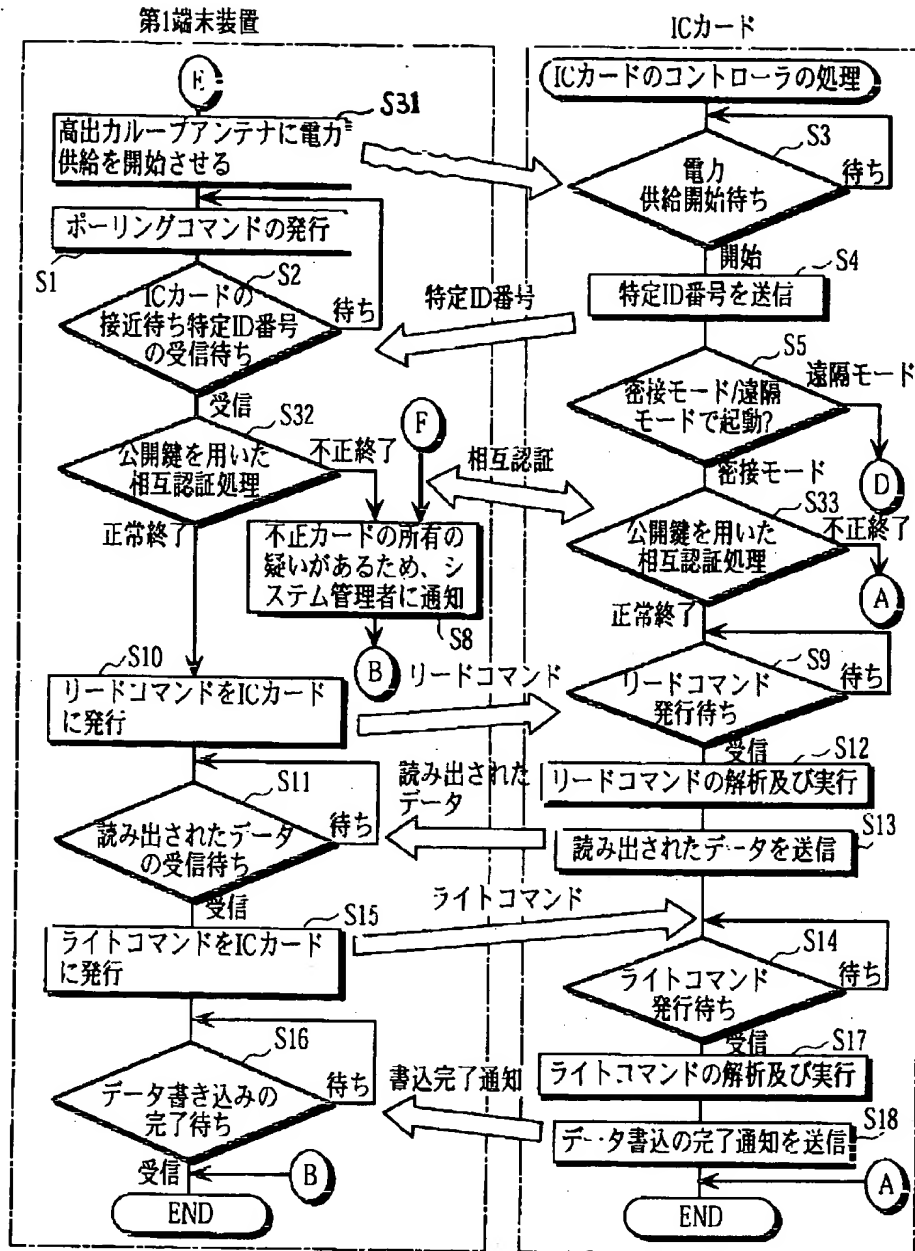 第1端末装置
E
S31
高出力ループアンテナに電力
供給を開始させる
ポーリングコマンドの発行
S1
S2
ICカードの
接近待ち特定ID番号
の受信待ち
待ち
受信
S32
公開鍵を用いた
相互認証処理
不正終了
正常終了
F
不正カードの所有の
疑いがあるため、シ
ステム管理者に通知
S8
B
S10
リードコマンドをICカード
に発行
S11
読み出されたデータ
の受信待ち
待ち
受信
S15
ライトコマンドをICカード
に発行
S16
データ書き込みの
完了待ち
待ち
受信
B
END
特定ID番号
相互認証
リードコマンド
読み出された
データ
ライトコマンド
書込完了通知
ICカード
ICカードのコントローラの処理
S3
電力
供給開始待ち
待ち
開始
S4
特定ID番号を送信
S5
密接モード/遠隔
モードで起動?
遠隔モード
D
密接モード
S33
公開鍵を用いた
相互認証処理
不正終了
A
正常終了
S9
リードコマンド
発行待ち
待ち
受信
S12
リードコマンドの解析及び実行
S13
読み出されたデータを送信
S14
ライトコマンド
発行待ち
待ち
受信
S17
ライトコマンドの解析及び実行
S18
データ書込の完了通知を送信
A
END